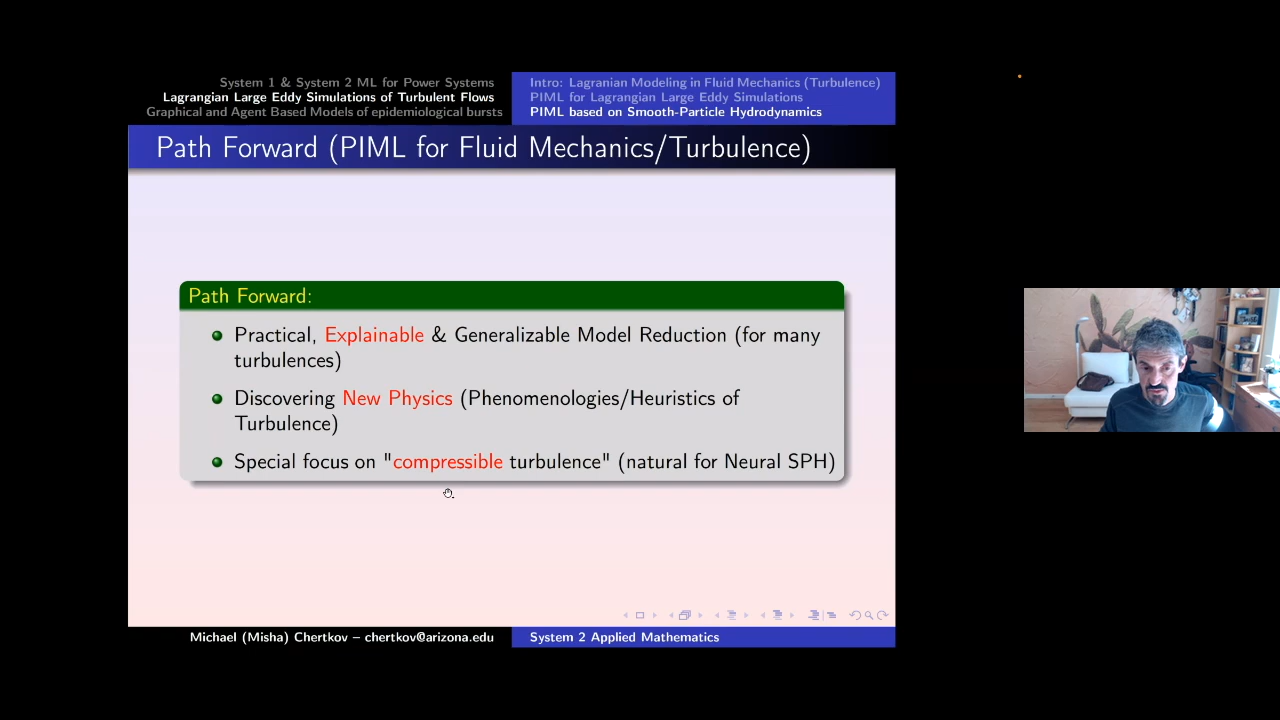 System 1 & System 2 ML for Power Systems
Lagrangian Large Eddy Simulations of Turbulent Flows
Graphical and Agent Based Models of epidemiological bursts
Intro: Lagranian Modeling in Fluid Mechanics (Turbulence)
PIML for Lagrangian Large Eddy Simulations
PIML based on Smooth-Particle Hydrodynamics
Path Forward (PIML for Fluid Mechanics/Turbulence)
Path Forward:
Practical, Explainable & Generalizable Model Reduction (for many
turbulences)
Discovering New Physics (Phenomenologies/Heuristics of
Turbulence)
Special focus on "compressible turbulence" (natural for Neural SPH)
Michael (Misha) Chertkov – chertkov@arizona.edu
System 2 Applied Mathematics